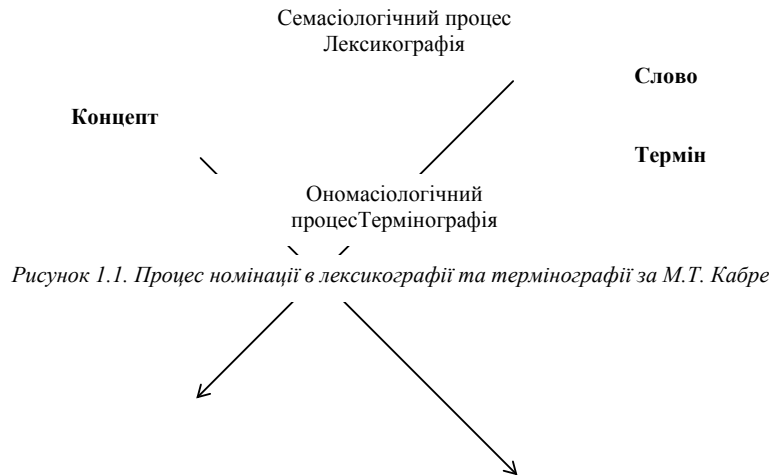 Семасіологічний процес
Лексикографія
Слово
Концепт
Термін
Ономасіологічний
процесТермінографія
Рисунок 1.1. Процес номінації в лексикографії та термінографії за М.Т. Кабре